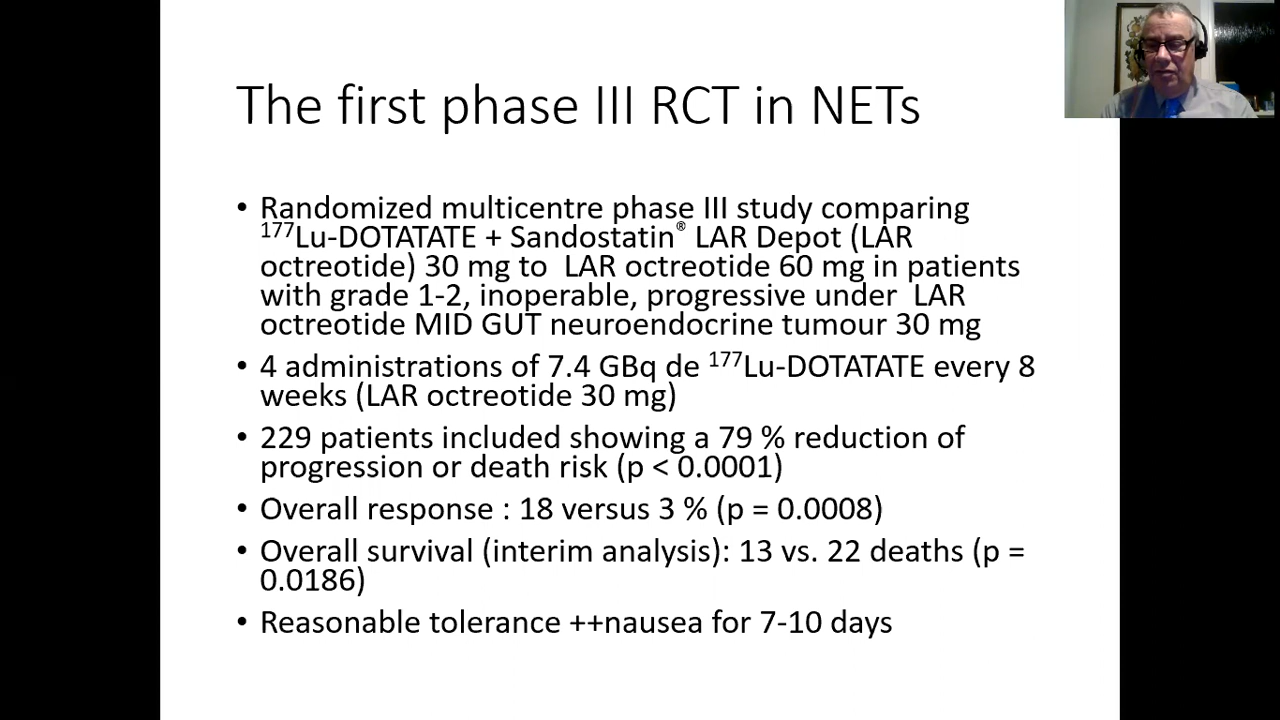 The first phase III RCT in NETs
• Randomized multicentre phase III study comparing
¹⁷⁷Lu-DOTATATE + Sandostatin® LAR Depot (LAR
octreotide) 30 mg to LAR octreotide 60 mg in patients
with grade 1-2, inoperable, progressive under LAR
octreotide MID GUT neuroendocrine tumour 30 mg
• 4 administrations of 7.4 GBq de ¹⁷⁷Lu-DOTATATE every 8
weeks (LAR octreotide 30 mg)
• 229 patients included showing a 79 % reduction of
progression or death risk (p < 0.0001)
• Overall response : 18 versus 3 % (p = 0.0008)
• Overall survival (interim analysis): 13 vs. 22 deaths (p =
0.0186)
• Reasonable tolerance ++nausea for 7-10 days